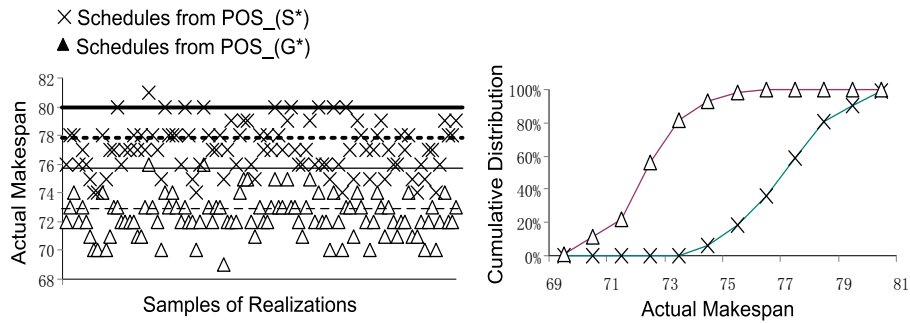 Schedules from POS_(S*)
Schedules from POS_(G*)
82
80
78
76
74
72
70
68
Actual Makespan
Samples of Realizations
100%
80%
60%
40%
20%
0%
Cumulative Distribution
69 71 73 75 77 79 81
Actual Makespan